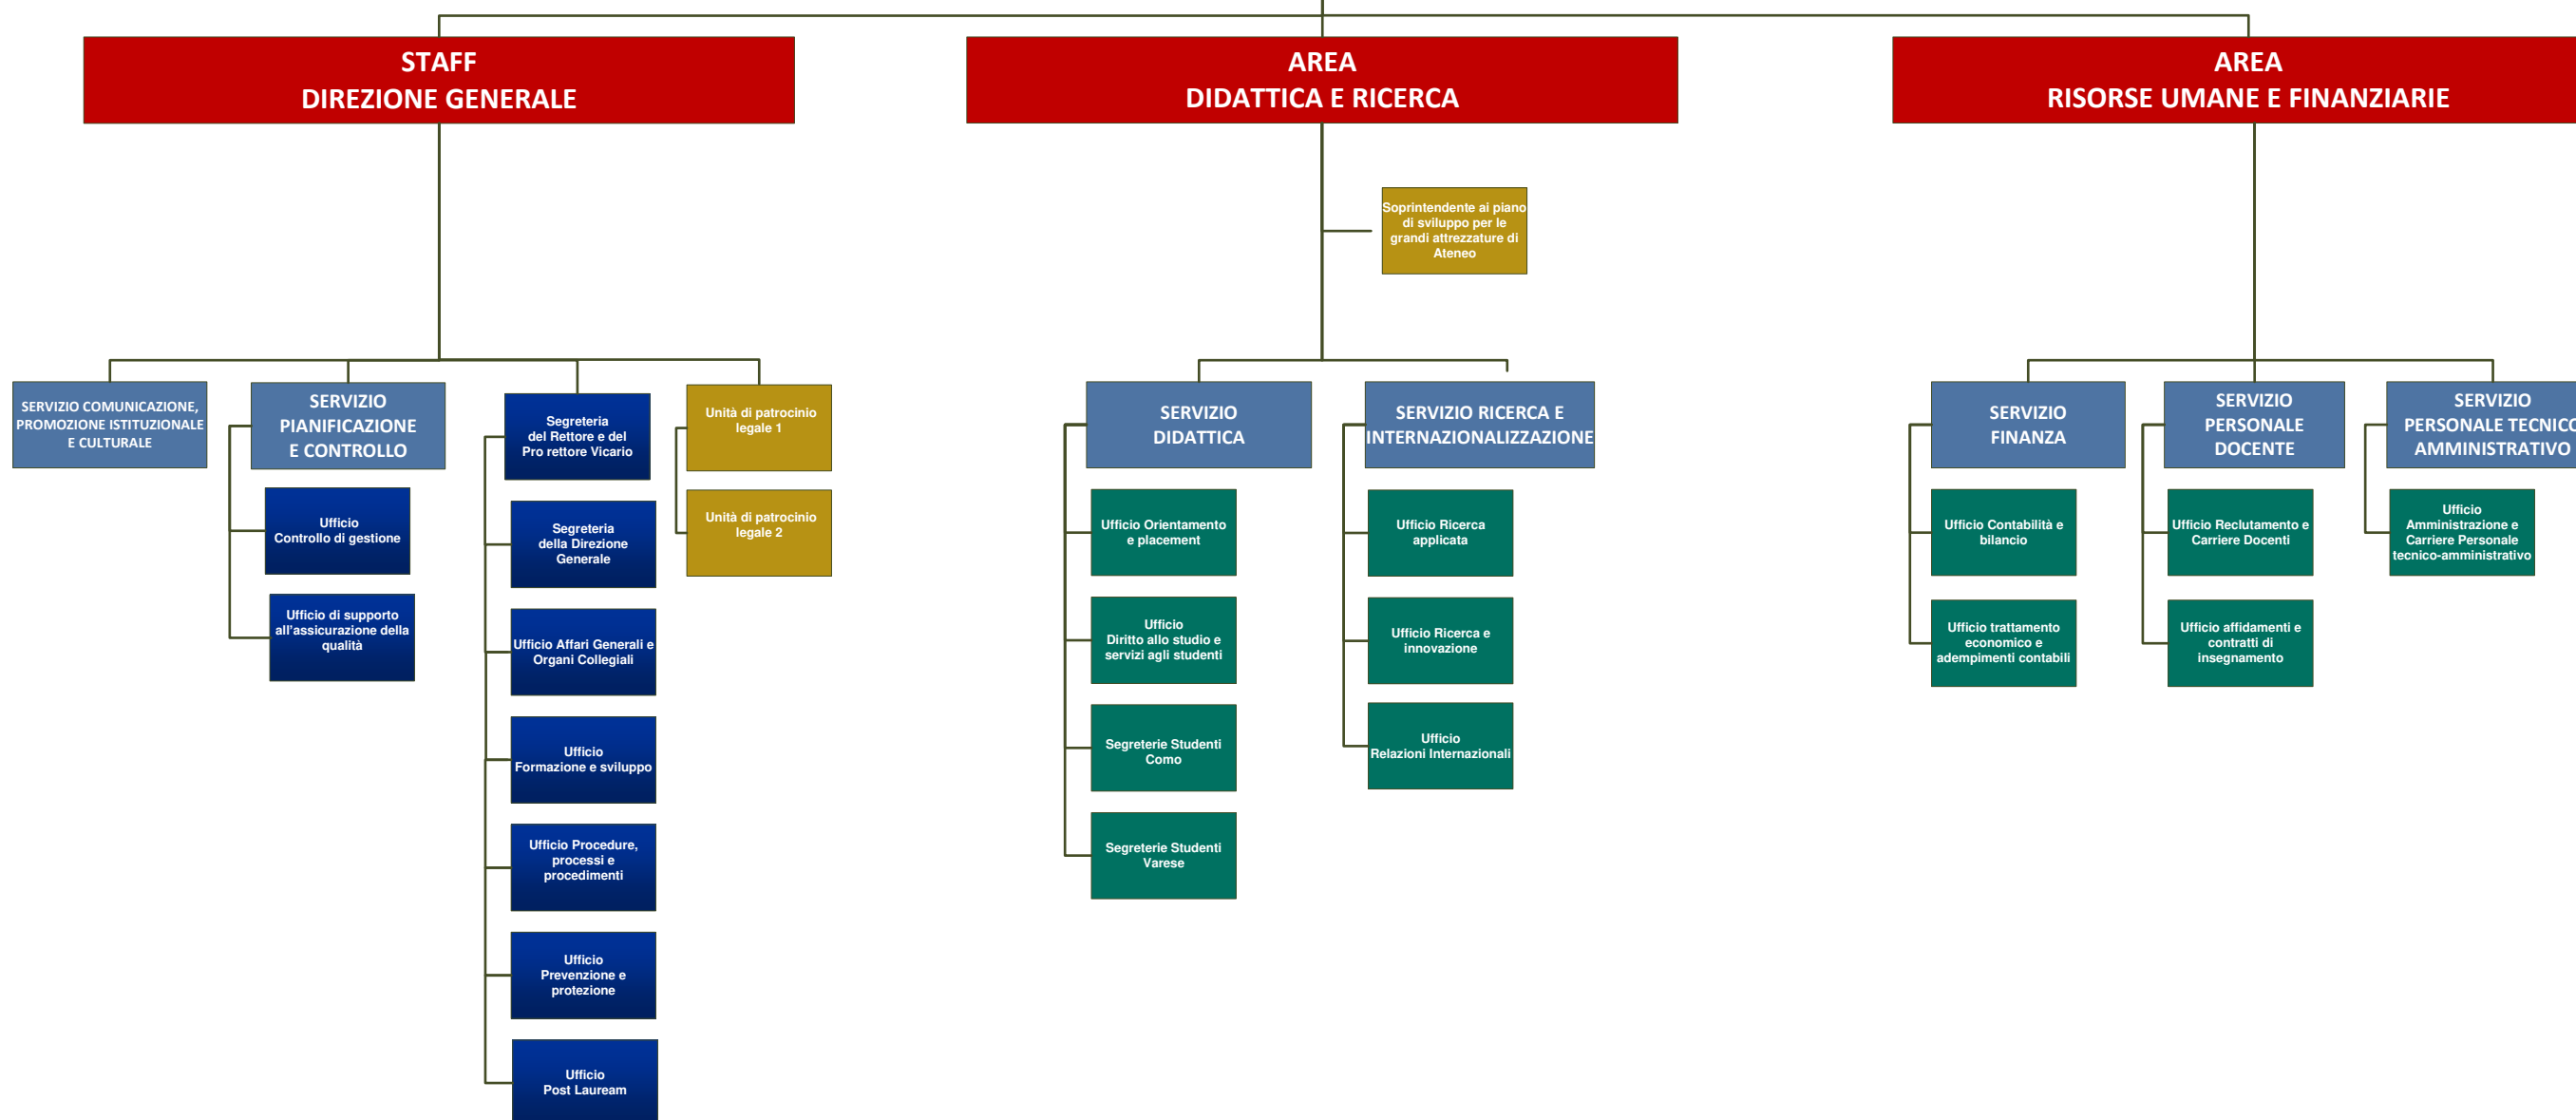 STAFF
DIREZIONE GENERALE
AREA
DIDATTICA E RICERCA
AREA
RISORSE UMANE E FINANZIARIE
Soprintendente ai piano
di sviluppo per le
grandi attrezzature di
Ateneo
SERVIZIO COMUNICAZIONE,
PROMOZIONE ISTITUZIONALE
E CULTURALE
SERVIZIO
PIANIFICAZIONE
E CONTROLLO
Ufficio
Controllo di gestione
Ufficio di supporto
all'assicurazione della
qualità
Segreteria
del Rettore e del
Pro rettore Vicario
Segreteria
della Direzione
Generale
Ufficio Affari Generali e
Organi Collegiali
Ufficio
Formazione e sviluppo
Ufficio Procedure,
processi e
procedimenti
Ufficio
Prevenzione e
protezione
Ufficio
Post Lauream
Unità di patrocinio
legale 1
Unità di patrocinio
legale 2
SERVIZIO
DIDATTICA
Ufficio Orientamento
e placement
Ufficio
Diritto allo studio e
servizi agli studenti
Segreterie Studenti
Como
Segreterie Studenti
Varese
SERVIZIO RICERCA E
INTERNAZIONALIZZAZIONE
Ufficio Ricerca
applicata
Ufficio Ricerca e
innovazione
Ufficio
Relazioni Internazionali
SERVIZIO
FINANZA
Ufficio Contabilità e
bilancio
Ufficio trattamento
economico e
adempimenti contabili
SERVIZIO
PERSONALE
DOCENTE
Ufficio Reclutamento e
Carriere Docenti
Ufficio affidamenti e
contratti di
insegnamento
SERVIZIO
PERSONALE TECNICO
AMMINISTRATIVO
Ufficio
Amministrazione e
Carriere Personale
tecnico-amministrativo